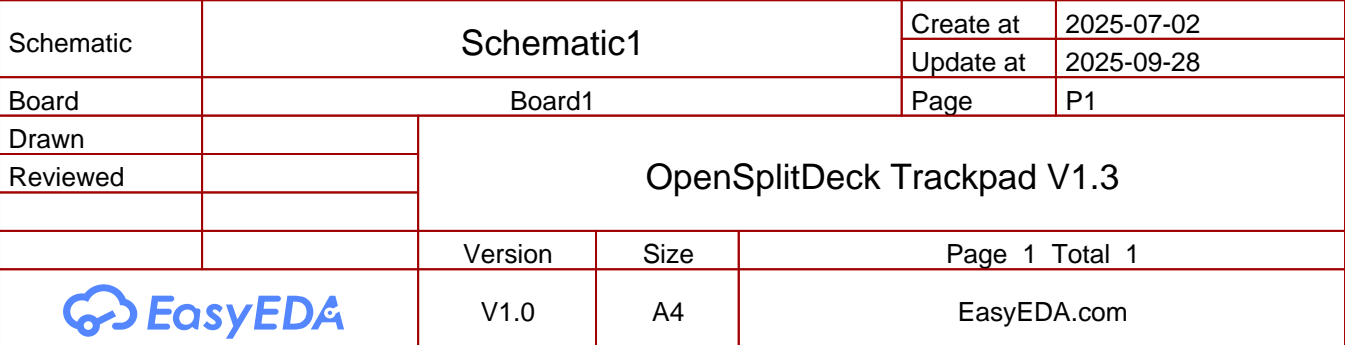 Schematic Schematic1 Create at 2025-07-02
Update at 2025-09-28
Board Board1 Page P1
Drawn
Reviewed OpenSplitDeck Trackpad V1.3
Version Size Page 1 Total 1
EasyEDA V1.0 A4 EasyEDA.com